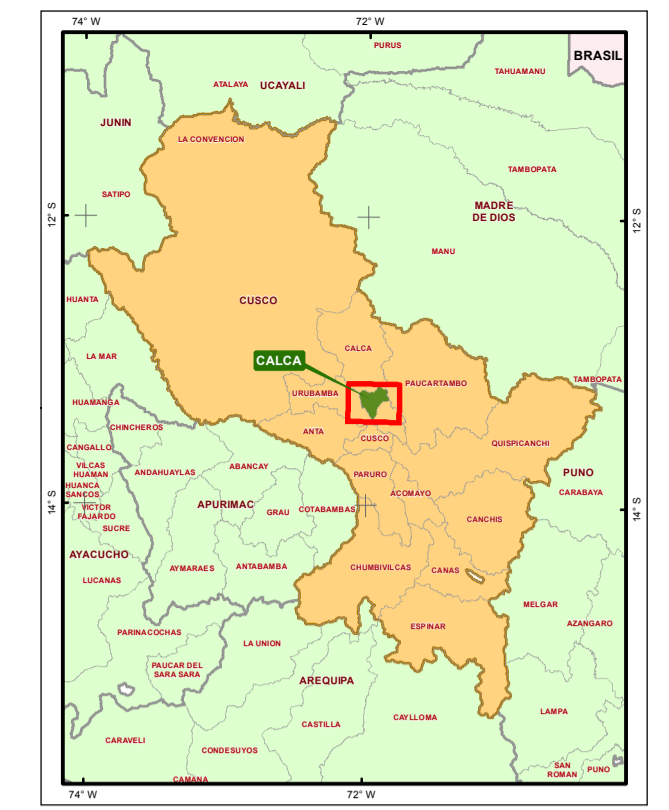 74° W
72° W
PURUS
BRASIL
TAHUAMANU
ATALAYA
UCAYALI
JUNIN
LA CONVENCION
TAMBOPATA
SATIPO
MADRE
DE DIOS
12° S
12° S
MANU
HUANTA
CUSCO
CALCA
LA MAR
CALCA
TAMBOPATA
PAUCARTAMBO
URUBAMBA
HUAMANGA
CHINCHEROS
ANTA
CUSCO
QUISPICANCHI
CANGALLO
VILCAS
HUAMAN
ANDAHUAYLAS
ABANCAY
PARURO
PUNO
HUANCA
SANCOS
ACOMAYO
CARABAYA
14° S
14° S
VICTOR
FAJARDO
APURIMAC
GRAU
COTABAMBAS
CANCHIS
SUCRE
AYACUCHO
LUCANAS
AYMARAES
ANTABAMBA
CHUMBIVILCAS
CANAS
MELGAR
AZANGARO
PARINACOCHAS
LA UNION
ESPINAR
PAUCAR DEL
SARA SARA
AREQUIPA
CASTILLA
CAYLLOMA
LAMPA
CARAVELI
CONDESUYOS
CAMANA
SAN
ROMAN
PUNO
74° W
72° W